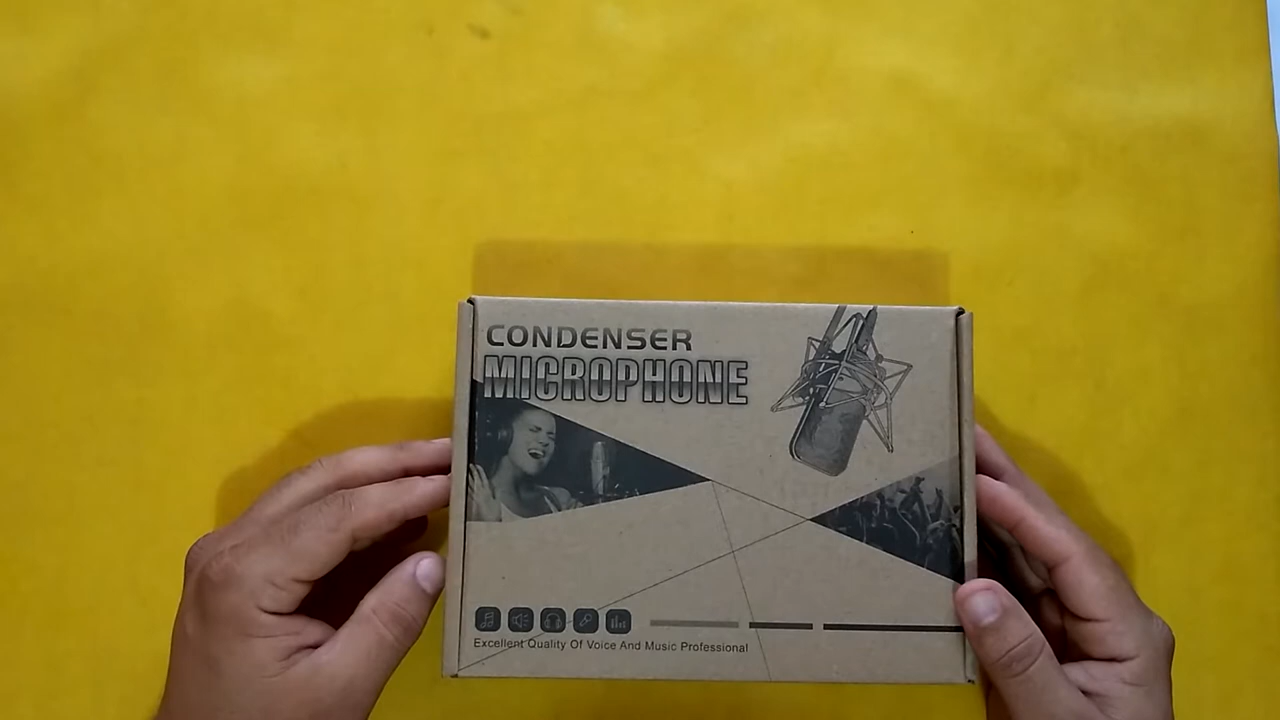 CONDENSER
MICROPHONE
Excellent Quality Of Voice And Music Professional